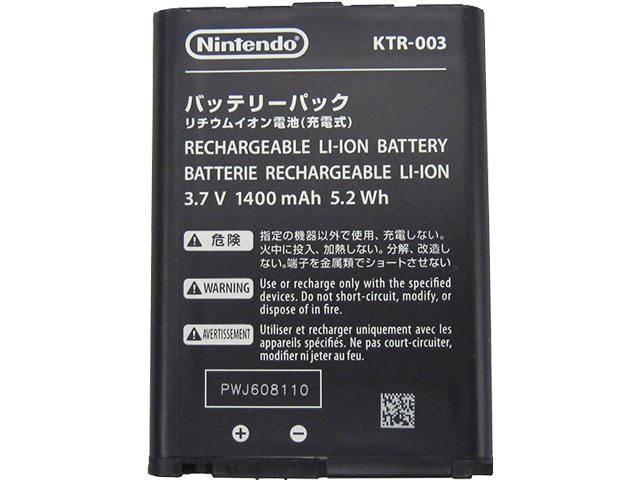 Nintendo KTR-003
バッテリーパック
リチウムイオン電池(充電式)
RECHARGEABLE LI-ION BATTERY
BATTERIE RECHARGEABLE LI-ION
3.7 V 1400 mAh 5.2 Wh
危険
指定の機器以外で使用、充電しない。
火中に投入、加熱しない。分解、改造し
ない。端子を金属類でショートさせない
WARNING
Use or recharge only with the specified
devices. Do not short-circuit, modify, or
dispose of in fire.
AVERTISSEMENT
Utiliser et recharger uniquement avec les
appareils spécifiés. Ne pas court-circuiter,
modifier ni jeter au feu.
PWJ608110
+ −